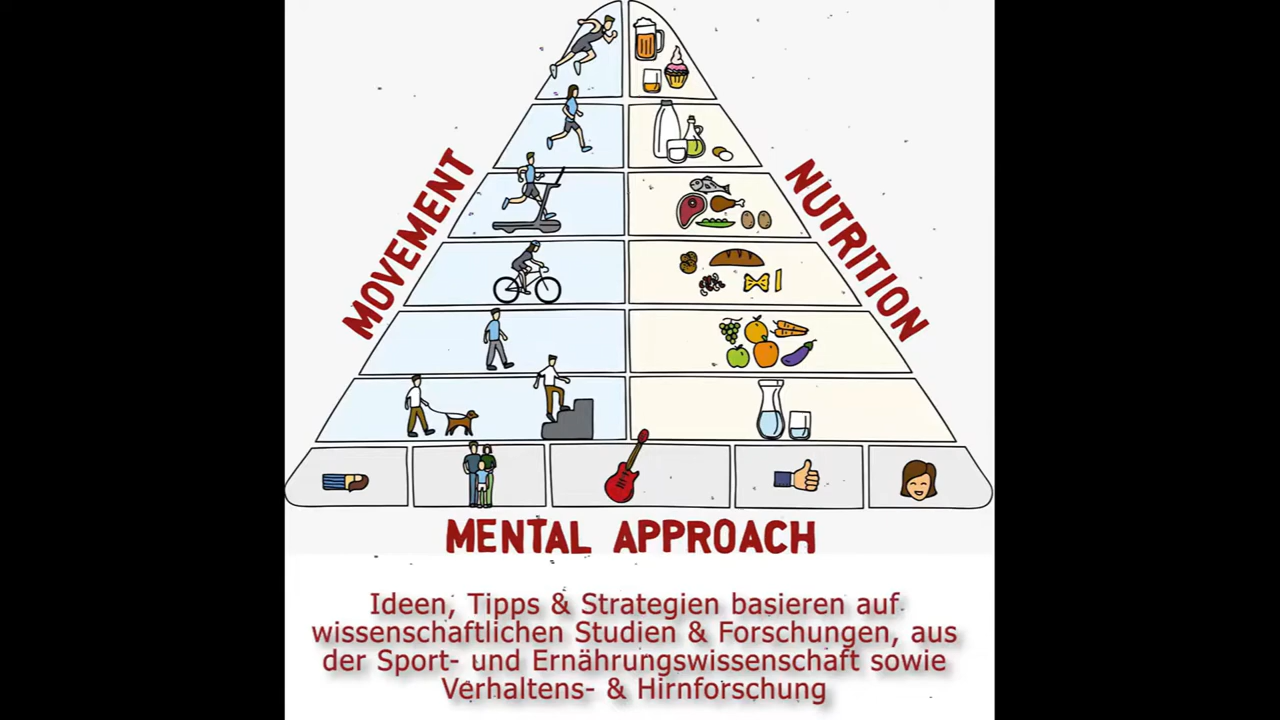 MOVEMENT
NUTRITION
MENTAL APPROACH
Ideen, Tipps & Strategien basieren auf
wissenschaftlichen Studien & Forschungen, aus
der Sport- und Ernährungswissenschaft sowie
Verhaltens- & Hirnforschung